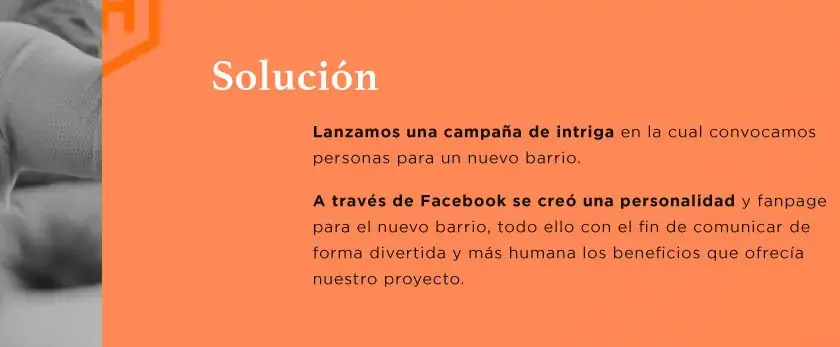 H
Solución
Lanzamos una campaña de intriga en la cual convocamos
personas para un nuevo barrio.
A través de Facebook se creó una personalidad y fanpage
para el nuevo barrio, todo ello con el fin de comunicar de
forma divertida y más humana los beneficios que ofrecía
nuestro proyecto.